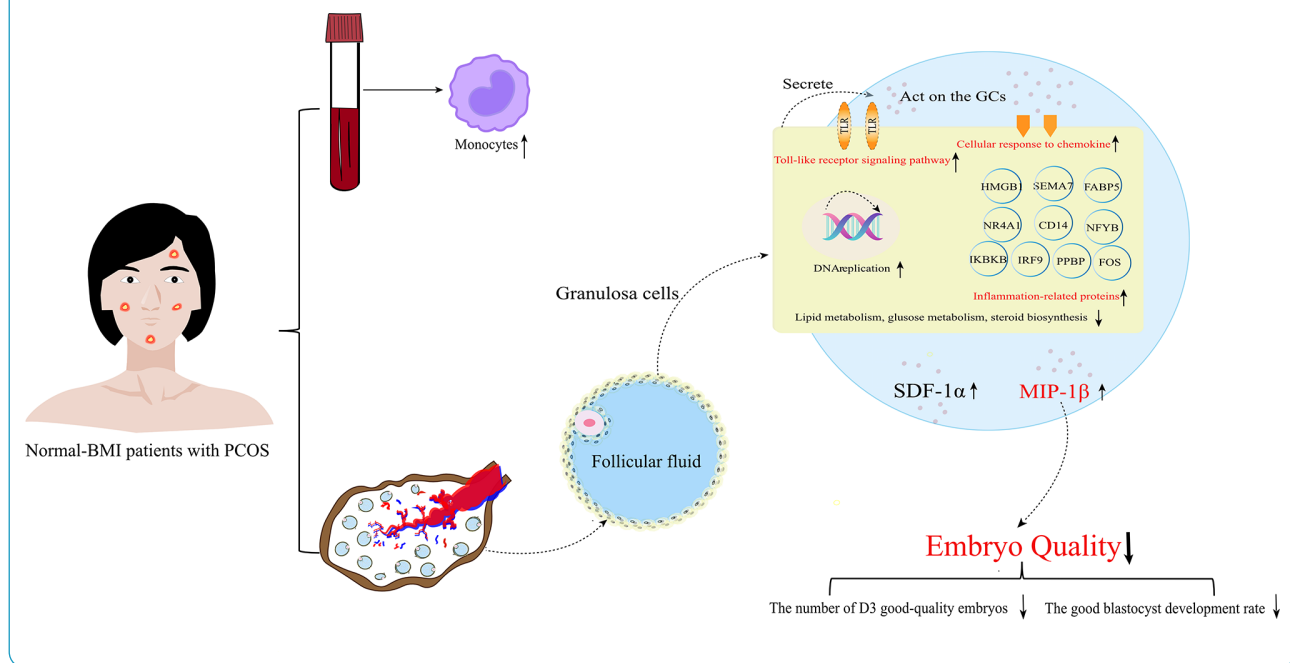 Monocytes↑
Normal-BMI patients with PCOS
Granulosa cells
Follicular fluid
Secrete
Act on the GCs
TLR
TLR
Toll-like receptor signaling pathway↑
Cellular response to chemokine↑
HMGB1 SEMA7 FABP5
NR4A1 CD14 NFYB
IKBKB IRF9 PPBP FOS
DNAreplication ↑
Inflammation-related proteins↑
Lipid metabolism, glusose metabolism, steroid biosynthesis ↓
SDF-1α↑ MIP-1β↑
Embryo Quality↓
The number of D3 good-quality embryos ↓ The good blastocyst development rate ↓